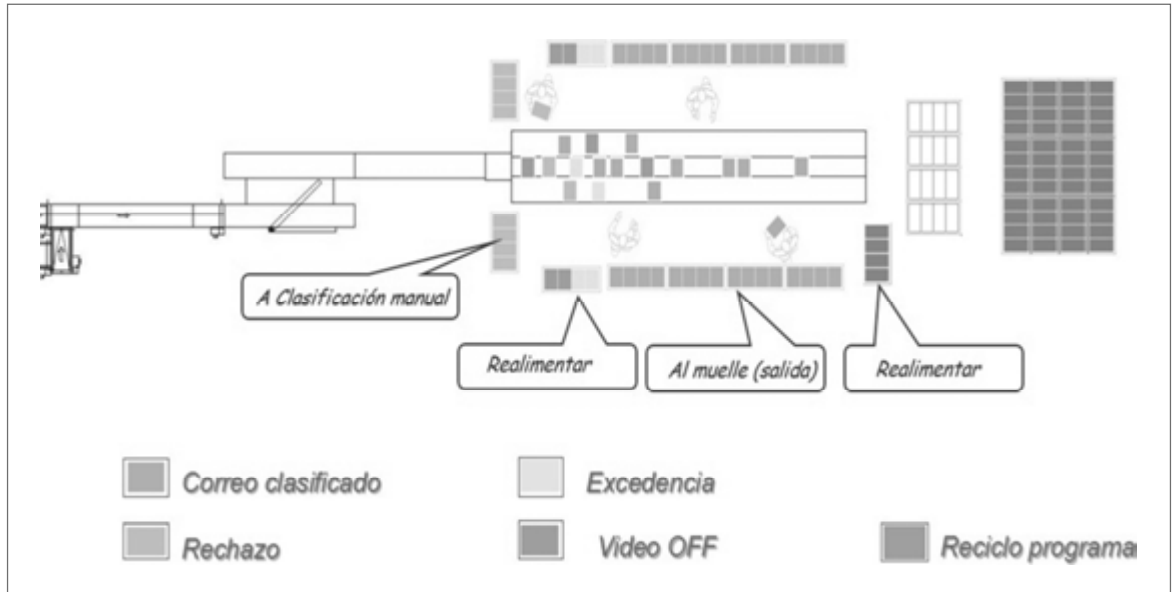 A Clasificación manual
Realimentar
Al muelle (salida)
Realimentar
Correo clasificado
Excedencia
Rechazo
Video OFF
Reciclo programa